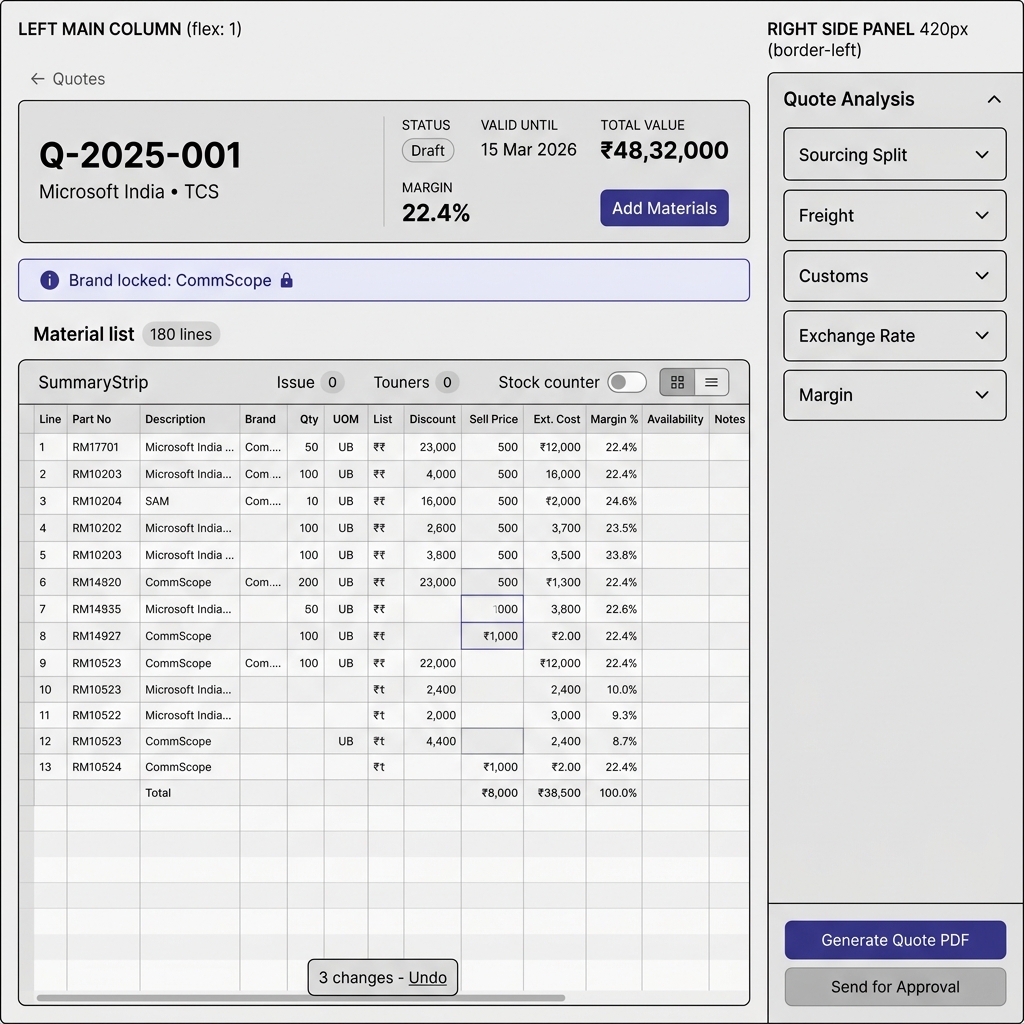 LEFT MAIN COLUMN (flex: 1)
RIGHT SIDE PANEL 420px
(border-left)
← Quotes
Q-2025-001
Microsoft India • TCS
STATUS VALID UNTIL TOTAL VALUE
Draft 15 Mar 2026 ₹48,32,000
MARGIN
22.4%
Add Materials
Brand locked: CommScope
Material list 180 lines
SummaryStrip Issue 0 Touners 0 Stock counter
Line Part No Description Brand Qty UOM List Discount Sell Price Ext. Cost Margin % Availability Notes
1 RM17701 Microsoft India ... Com.... 50 UB ₹₹ 23,000 500 ₹12,000 22.4%
2 RM10203 Microsoft India... Com ... 100 UB ₹₹ 4,000 500 16,000 22.4%
3 RM10204 SAM Com.... 10 UB ₹₹ 16,000 500 ₹2,000 24.6%
4 RM10202 Microsoft India... 100 UB ₹₹ 2,600 500 3,700 23.5%
5 RM10203 Microsoft India ... 100 UB ₹₹ 3,800 500 3,500 23.8%
6 RM14820 CommScope Com.... 200 UB ₹₹ 23,000 500 ₹1,300 22.4%
7 RM14935 Microsoft India... 50 UB ₹₹ 1000 3,800 22.6%
8 RM14927 CommScope 100 UB ₹₹ ₹1,000 ₹2.00 22.4%
9 RM10523 CommScope Com.... 100 UB ₹₹ 22,000 ₹12,000 22.4%
10 RM10523 Microsoft India... ₹t 2,400 2,400 10.0%
11 RM10522 Microsoft India... ₹t 2,000 3,000 9.3%
12 RM10523 CommScope UB ₹t 4,400 2,400 8.7%
13 RM10524 CommScope ₹t ₹1,000 ₹2.00 22.4%
Total ₹8,000 ₹38,500 100.0%
3 changes - Undo
Quote Analysis
Sourcing Split
Freight
Customs
Exchange Rate
Margin
Generate Quote PDF
Send for Approval